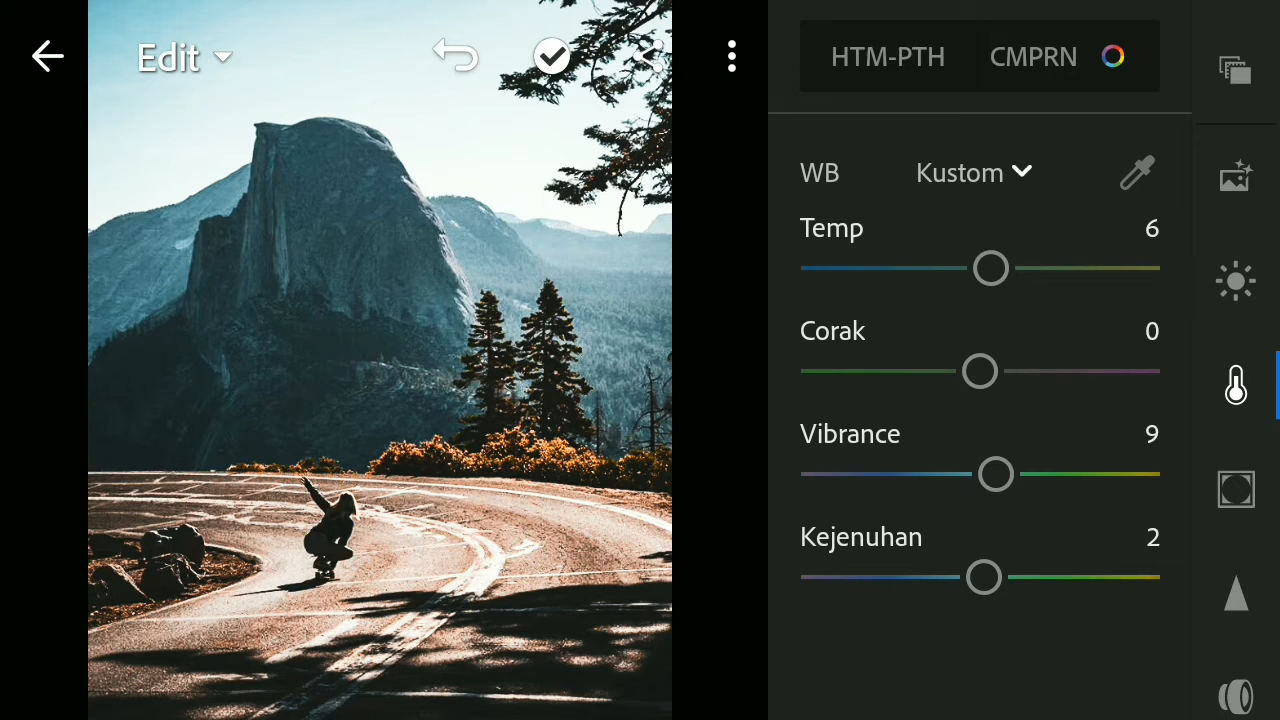 Edit
HTM-PTH CMPRN
WB Kustom
Temp 6
Corak 0
Vibrance 9
Kejenuhan 2